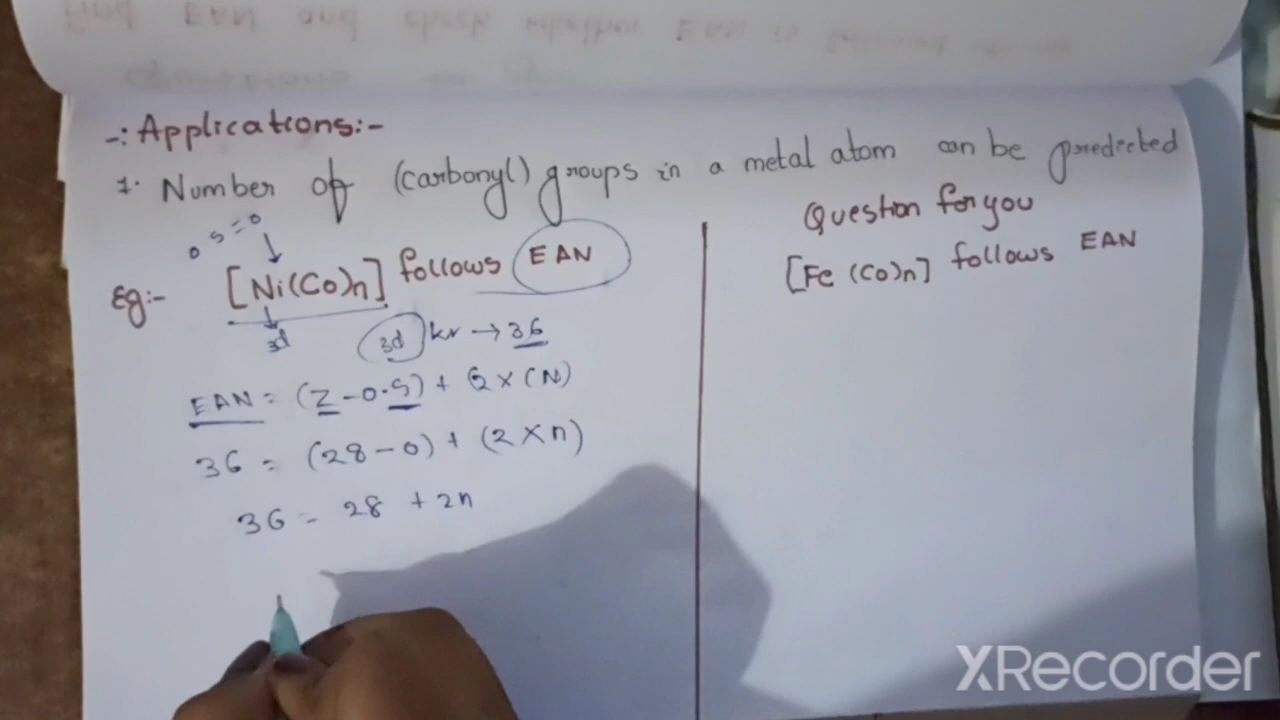 -: Applications:-
1. Number of (carbonyl) groups in a metal atom can be predicted
Eg:- [Ni(Co)n] follows EAN
O S = 0
3d
3d kr → 36
EAN = (Z - O.S) + 2 × (N)
36 = (28 - 0) + (2 × n)
36 = 28 + 2n
Question for you
[Fe (Co)n] follows EAN
XRecorder